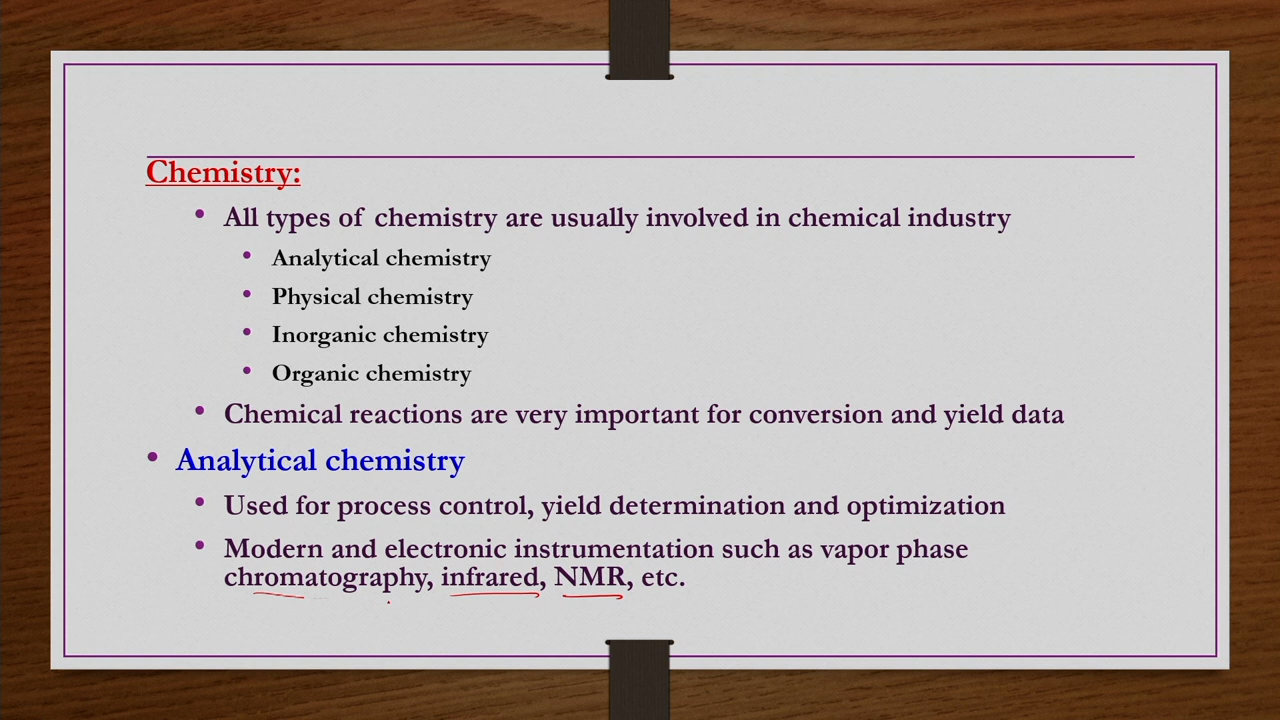 Chemistry:
• All types of chemistry are usually involved in chemical industry
• Analytical chemistry
• Physical chemistry
• Inorganic chemistry
• Organic chemistry
• Chemical reactions are very important for conversion and yield data
• Analytical chemistry
• Used for process control, yield determination and optimization
• Modern and electronic instrumentation such as vapor phase
chromatography, infrared, NMR, etc.